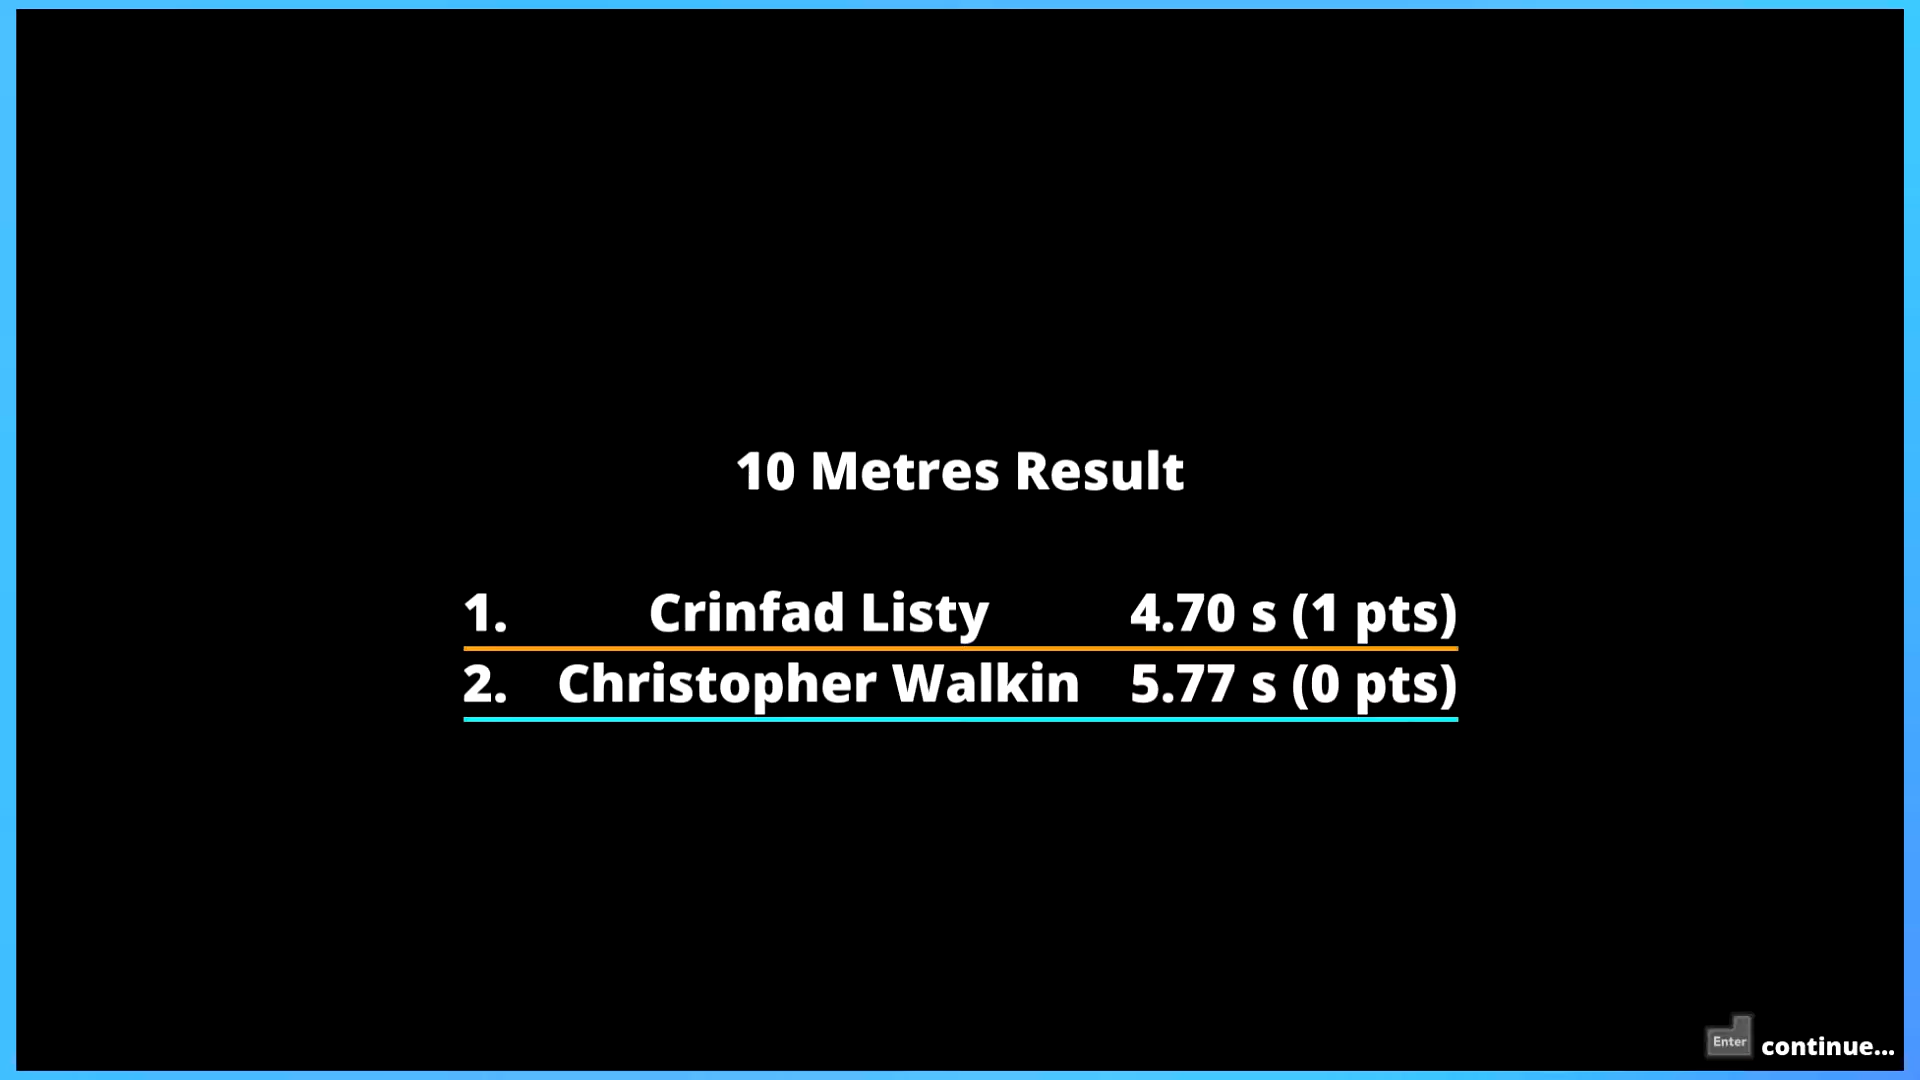 10 Metres Result
1. Crinfad Listy 4.70 s (1 pts)
2. Christopher Walkin 5.77 s (0 pts)
Enter continue...